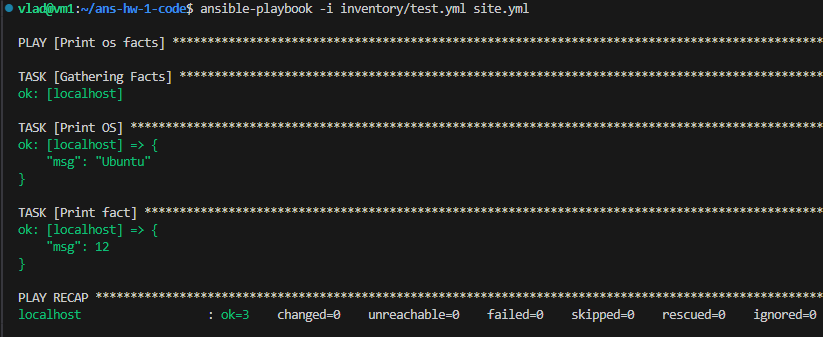 vlad@vm1:~/ans-hw-1-code$ ansible-playbook -i inventory/test.yml site.yml
PLAY [Print os facts] *********************************************************************************************
TASK [Gathering Facts] ********************************************************************************************
ok: [localhost]
TASK [Print OS] ***************************************************************************************************
ok: [localhost] => {
    "msg": "Ubuntu"
}
TASK [Print fact] *************************************************************************************************
ok: [localhost] => {
    "msg": 12
}
PLAY RECAP ********************************************************************************************************
localhost                  : ok=3    changed=0    unreachable=0    failed=0    skipped=0    rescued=0    ignored=0